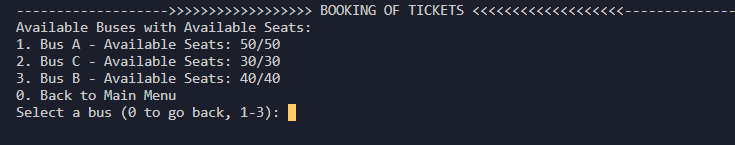 ------------------->>>>>>>>>>>>>>>>>> BOOKING OF TICKETS <<<<<<<<<<<<<<<<<<<--------------
Available Buses with Available Seats:
1. Bus A - Available Seats: 50/50
2. Bus C - Available Seats: 30/30
3. Bus B - Available Seats: 40/40
0. Back to Main Menu
Select a bus (0 to go back, 1-3):